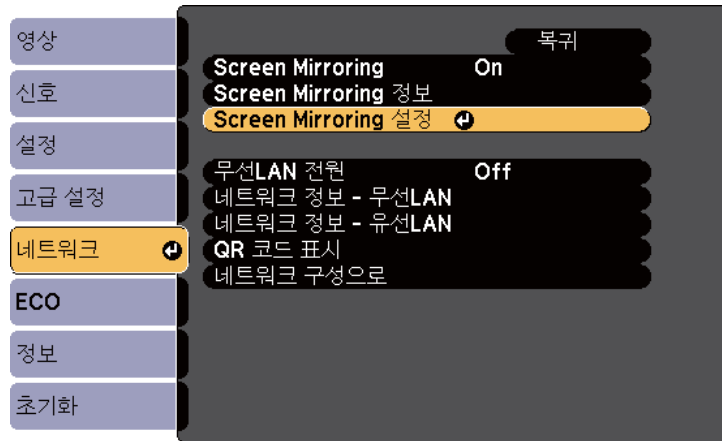 영상
신호
설정
고급 설정
네트워크
ECO
정보
초기화
복귀
Screen Mirroring On
Screen Mirroring 정보
Screen Mirroring 설정
무선LAN 전원 Off
네트워크 정보 - 무선LAN
네트워크 정보 - 유선LAN
QR 코드 표시
네트워크 구성으로